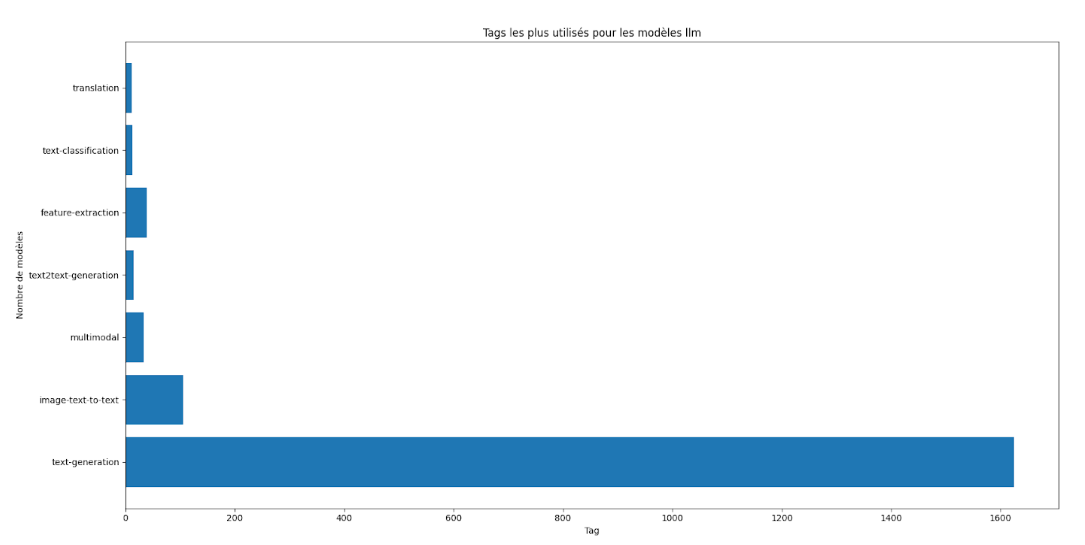 Tags les plus utilisés pour les modèles llm
translation
text-classification
feature-extraction
text2text-generation
multimodal
image-text-to-text
text-generation
Nombre de modèles
0 200 400 600 800 1000 1200 1400 1600
Tag